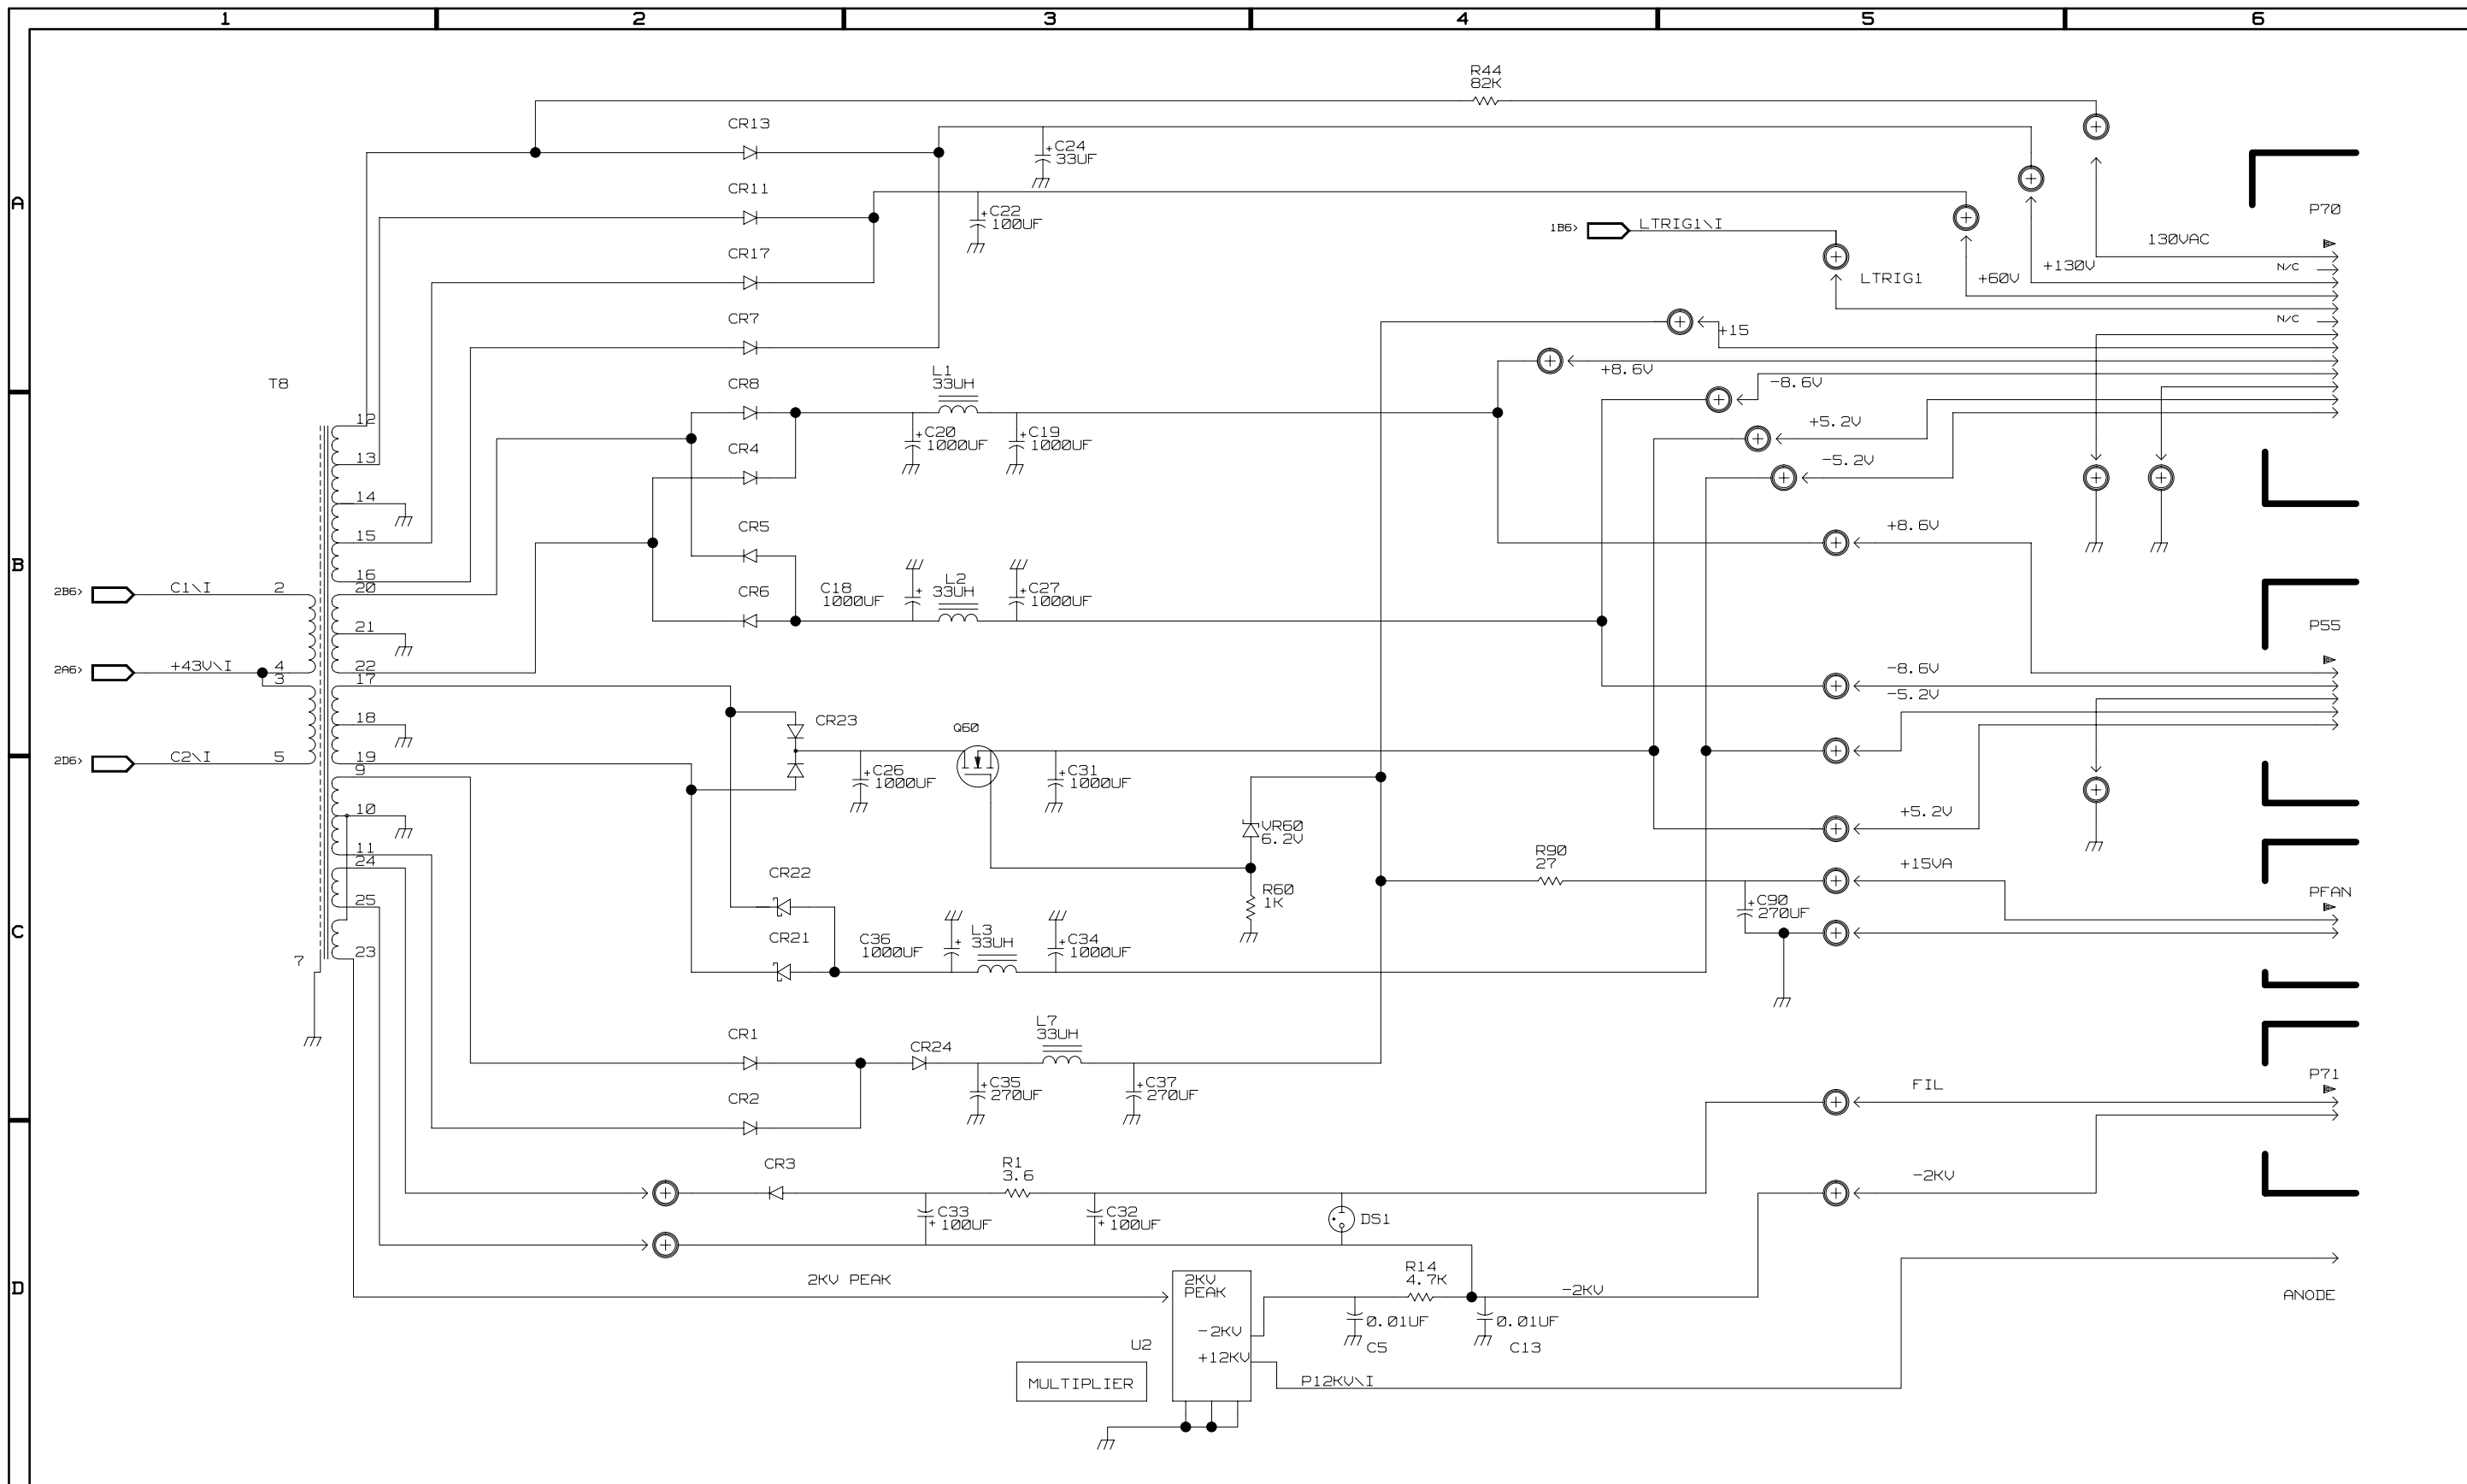 1 2 3 4 5 6
R44
82K
CR13
C24
33UF
A
CR11
P70
C22
100UF
1B6> LTRIG1\I
130VAC
CR17
+130V
N/C
LTRIG1
+60V
CR7
N/C
+15
L1
33UH
+8.6V
T8
CR8
-8.6V
12
+5.2V
C20
1000UF
C19
1000UF
CR4
13
-5.2V
14
CR5
+8.6V
15
B
16
L2
33UH
2B6> C1\I 2
20
CR6
C18
1000UF
C27
1000UF
21
P55
2A6> +43V\I 4
22
-8.6V
3
17
-5.2V
18
CR23
Q60
2D6> C2\I 5
19
9
C26
1000UF
C31
1000UF
10
+5.2V
VR60
6.2V
11
24
R90
27
+15VA
CR22
R60
1K
PFAN
25
C90
270UF
C
CR21
C36
1000UF
L3
33UH
C34
1000UF
7
23
L7
33UH
CR1
CR24
P71
C35
270UF
C37
270UF
FIL
CR2
CR3
R1
3.6
-2KV
C33
100UF
C32
100UF
DS1
D
2KV PEAK
2KV
PEAK
R14
4.7K
-2KV
ANODE
0.01UF
0.01UF
-2KV
U2
C5
C13
+12KV
MULTIPLIER
P12KV\I